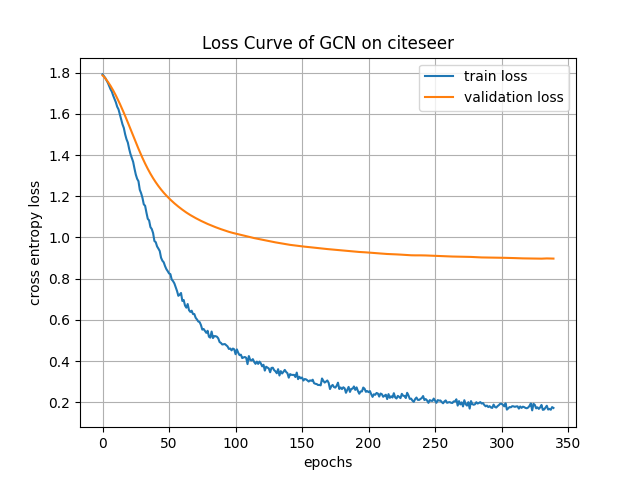 Loss Curve of GCN on citeseer
train loss
validation loss
cross entropy loss
1.8
1.6
1.4
1.2
1.0
0.8
0.6
0.4
0.2
0 50 100 150 200 250 300 350
epochs